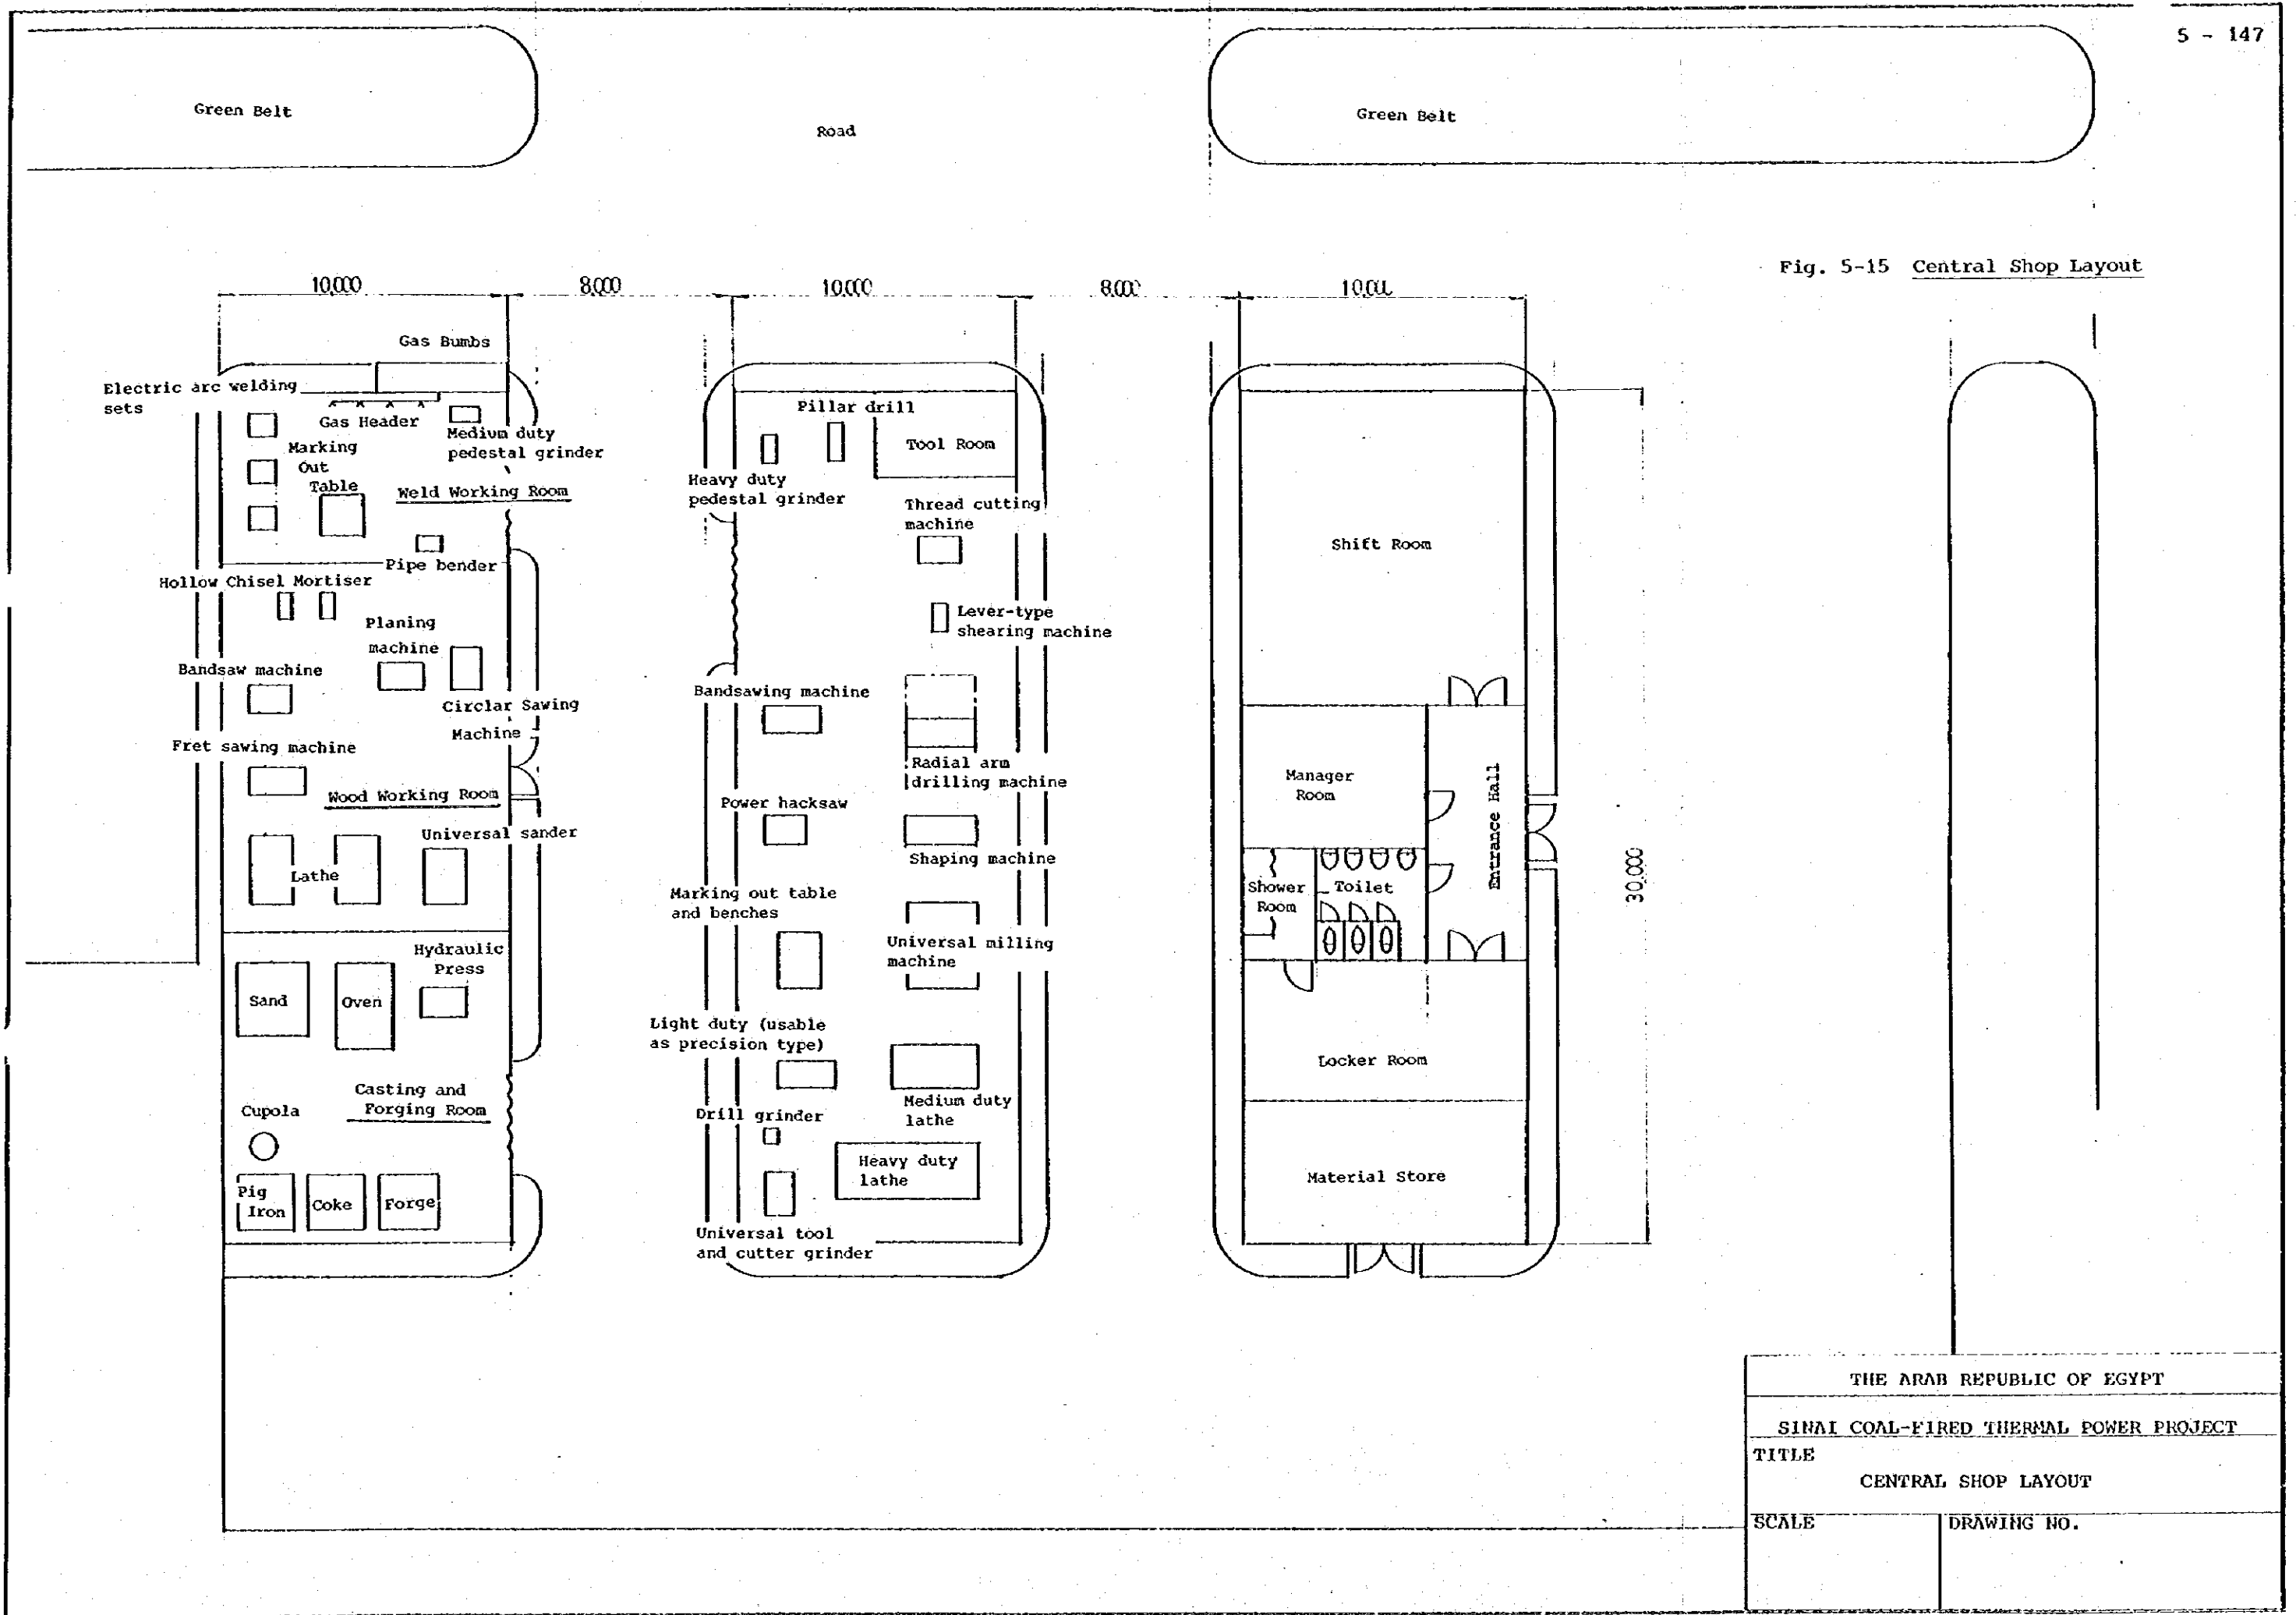 5 - 147
Green Belt
Road
Green Belt
Fig. 5-15 Central Shop Layout
10,000
8,000
10,000
8,000
Gas Bumbs
Electric arc welding
sets
Gas Header
Medium duty
pedestal grinder
Marking
Out
Table
Weld Working Room
Pipe bender
Hollow Chisel Mortiser
Planing
machine
Bandsaw machine
Circlar Sawing
Machine
Fret sawing machine
Wood Working Room
Universal sander
Lathe
Hydraulic
Press
Sand
Oven
Casting and
Forging Room
Cupola
Pig
Iron
Coke
Forge
Pillar drill
Tool Room
Heavy duty
pedestal grinder
Thread cutting
machine
Lever-type
shearing machine
Bandsawing machine
Radial arm
drilling machine
Power hacksaw
Shaping machine
Marking out table
and benches
Universal milling
machine
Light duty (usable
as precision type)
Medium duty
lathe
Drill grinder
Heavy duty
lathe
Universal tool
and cutter grinder
Shift Room
Manager
Room
Entrance Hall
Shower
Room
Toilet
Locker Room
Material Store
30,000
THE ARAB REPUBLIC OF EGYPT
SINAI COAL-FIRED THERMAL POWER PROJECT
TITLE
CENTRAL SHOP LAYOUT
SCALE
DRAWING NO.